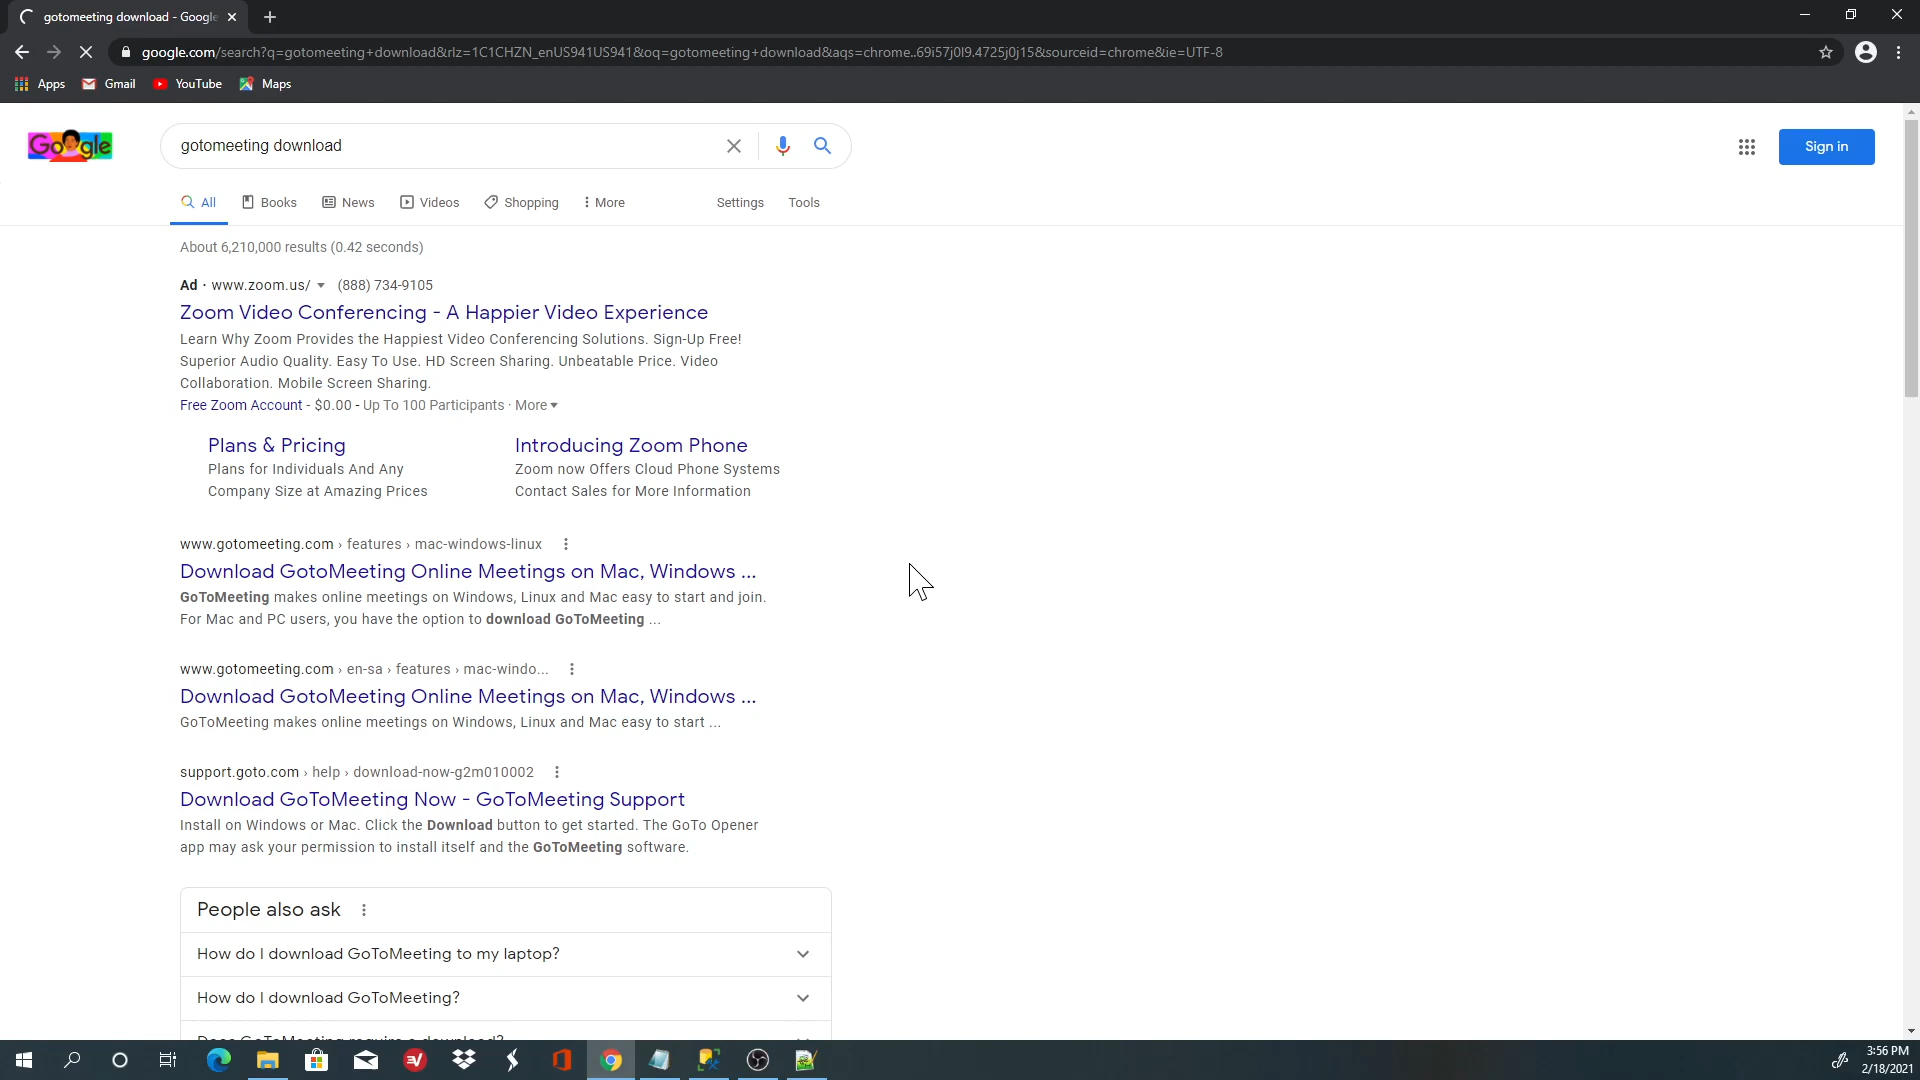 gotomeeting download - Google
google.com/search?q=gotomeeting+download&rlz=1C1CHZN_enUS941US941&oq=gotomeeting+download&aqs=chrome..69i57j0l9.4725j0j15&sourceid=chrome&ie=UTF-8
Apps Gmail YouTube Maps
Google
gotomeeting download
Sign in
All Books News Videos Shopping More Settings Tools
About 6,210,000 results (0.42 seconds)
Ad · www.zoom.us/ (888) 734-9105
Zoom Video Conferencing - A Happier Video Experience
Learn Why Zoom Provides the Happiest Video Conferencing Solutions. Sign-Up Free!
Superior Audio Quality. Easy To Use. HD Screen Sharing. Unbeatable Price. Video
Collaboration. Mobile Screen Sharing.
Free Zoom Account - $0.00 - Up To 100 Participants · More
Plans & Pricing
Plans for Individuals And Any
Company Size at Amazing Prices
Introducing Zoom Phone
Zoom now Offers Cloud Phone Systems
Contact Sales for More Information
www.gotomeeting.com › features › mac-windows-linux
Download GotoMeeting Online Meetings on Mac, Windows ...
GoToMeeting makes online meetings on Windows, Linux and Mac easy to start and join.
For Mac and PC users, you have the option to download GoToMeeting ...
www.gotomeeting.com › en-sa › features › mac-windo...
Download GotoMeeting Online Meetings on Mac, Windows ...
GoToMeeting makes online meetings on Windows, Linux and Mac easy to start ...
support.goto.com › help › download-now-g2m010002
Download GoToMeeting Now - GoToMeeting Support
Install on Windows or Mac. Click the Download button to get started. The GoTo Opener
app may ask your permission to install itself and the GoToMeeting software.
People also ask
How do I download GoToMeeting to my laptop?
How do I download GoToMeeting?
Does GoToMeeting require a download?
3:56 PM
2/18/2021